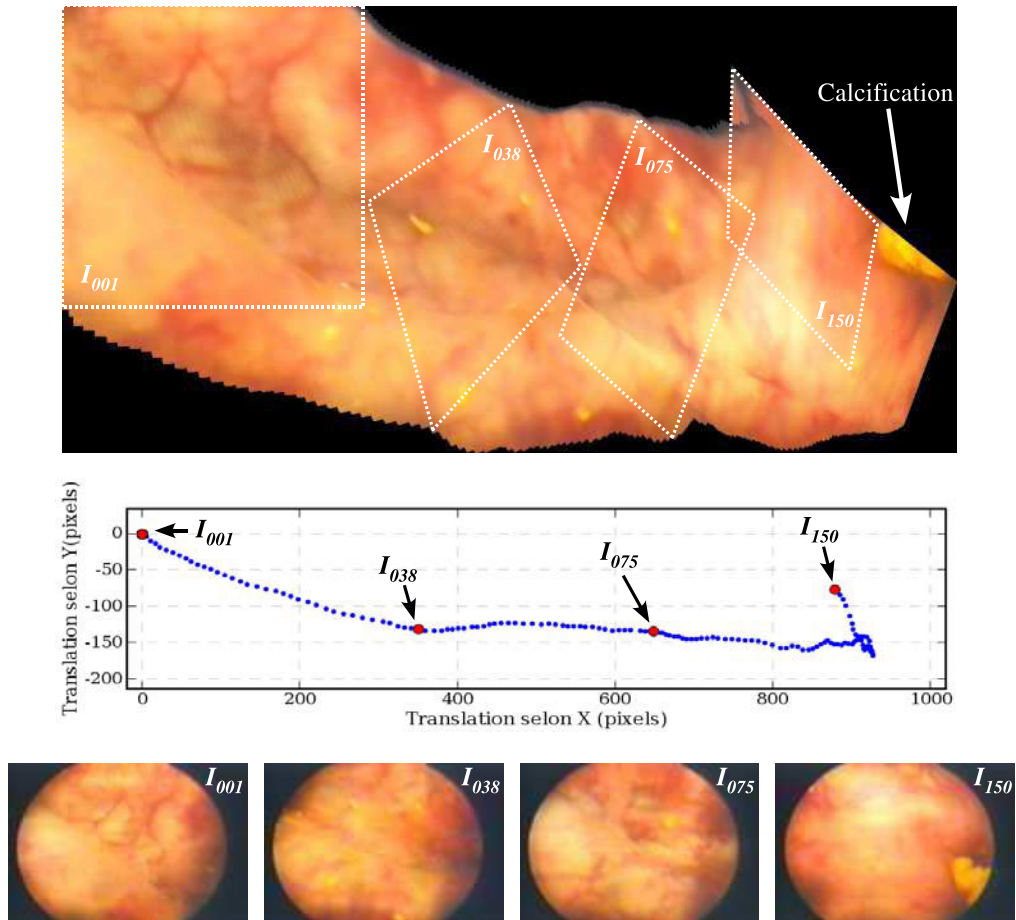 Calcification
I038
I075
I001
I150
Translation selon Y(pixels)
0
-50
-100
-150
-200
I001
I038
I075
I150
0 200 400 600 800 1000
Translation selon X (pixels)
I001 I038 I075 I150